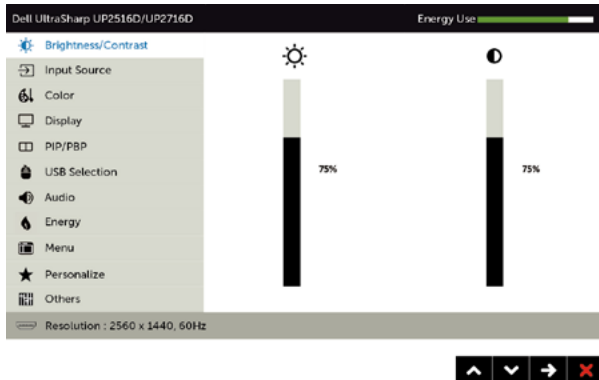 Dell UltraSharp UP2516D/UP2716D
Energy Use
Brightness/Contrast
Input Source
Color
Display
PIP/PBP
USB Selection
75%
75%
Audio
Energy
Menu
Personalize
Others
Resolution : 2560 x 1440, 60Hz